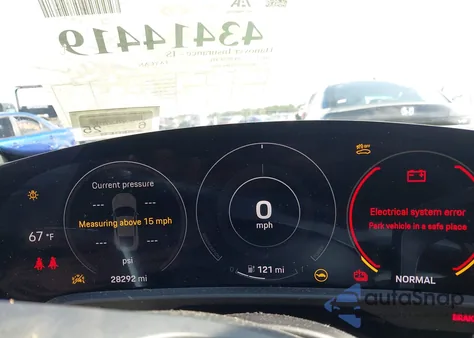 43414419
25
Current pressure
--- ---
Measuring above 15 mph
--- ---
psi
28292 mi
67 °F
0
mph
121 mi
Electrical system error
Park vehicle in a safe place
NORMAL
autoSnap